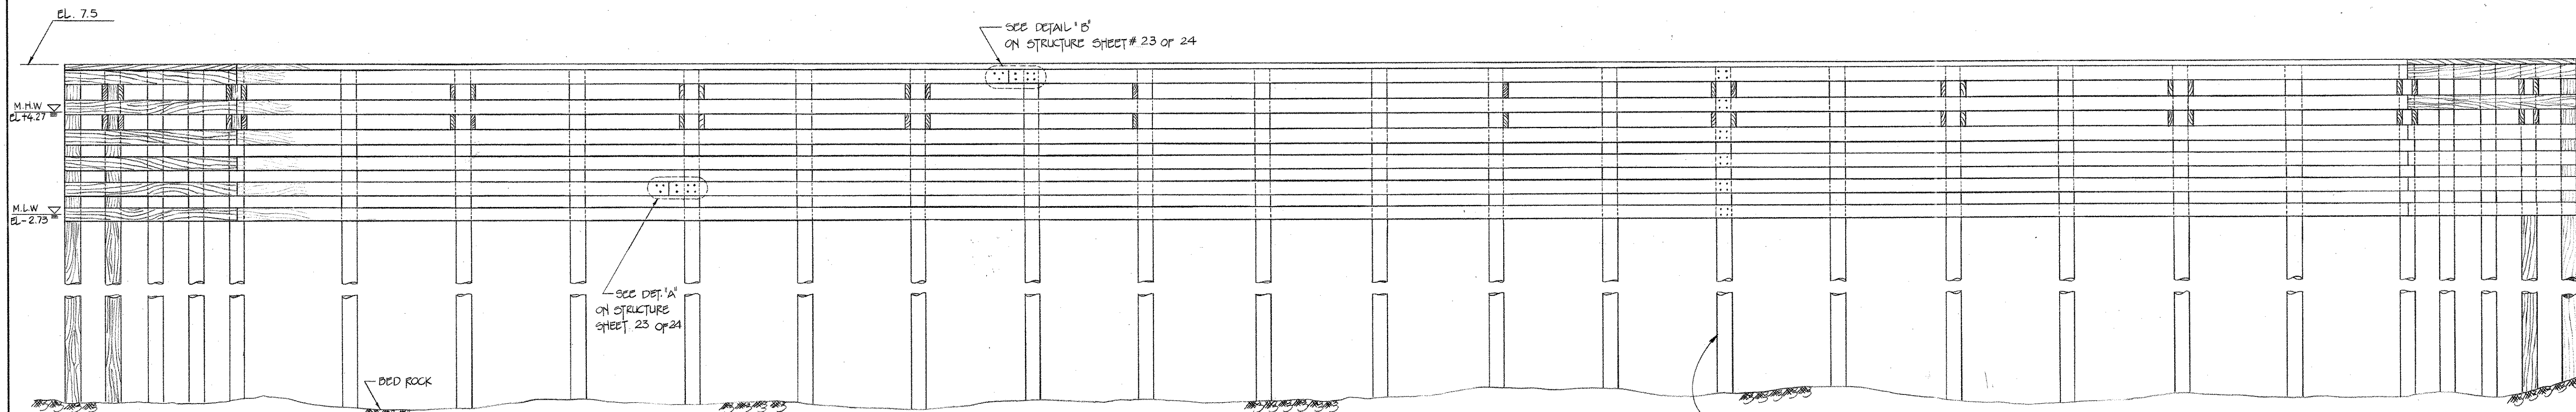 EL. 7.5
SEE DETAIL "B"
ON STRUCTURE SHEET # 23 OF 24
M.H.W
EL +4.27
M.L.W
EL - 2.73
SEE DET. "A"
ON STRUCTURE
SHEET 23 OF 24
BED ROCK